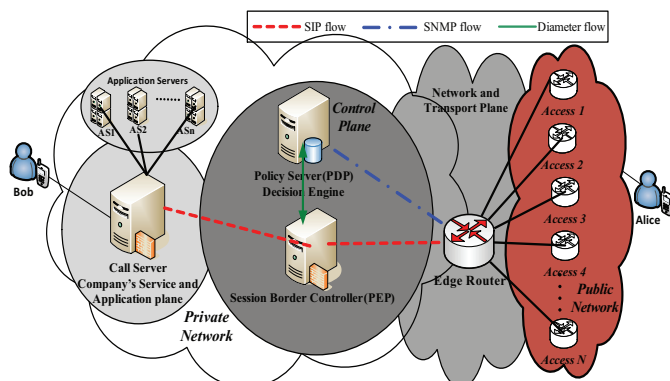 SIP flow
SNMP flow
Diameter flow
Application Servers
AS1
AS2
ASn
Control
Plane
Network and
Transport Plane
Access 1
Access 2
Access 3
Access 4
Access N
Public
Network
Policy Server(PDP)
Decision Engine
Bob
Alice
Call Server
Company's Service and
Application plane
Session Border Controller(PEP)
Edge Router
Private
Network